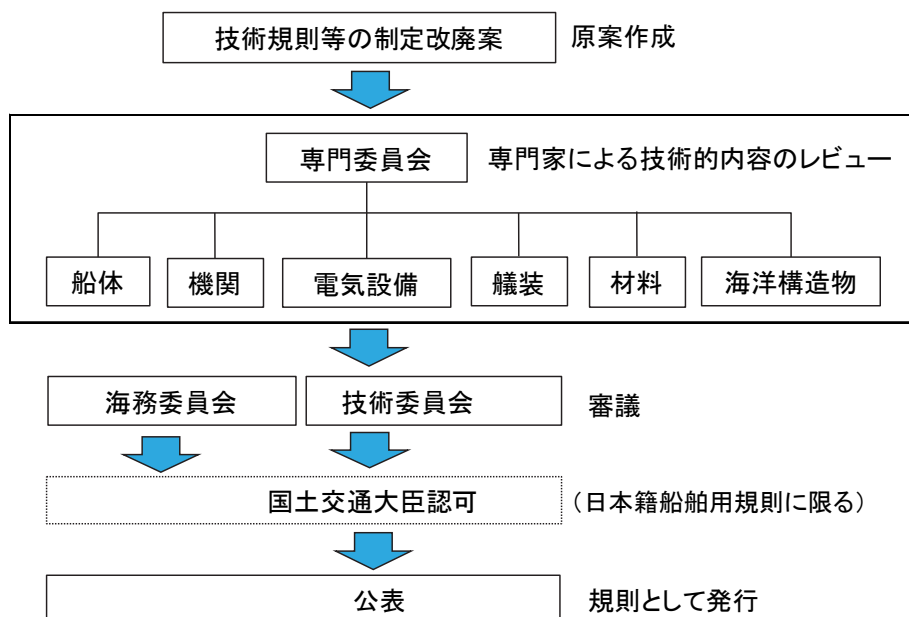 技術規則等の制定改廃案 原案作成
専門委員会 専門家による技術的内容のレビュー
船体 機関 電気設備 艤装 材料 海洋構造物
海務委員会 技術委員会 審議
国土交通大臣認可 (日本籍船舶用規則に限る)
公表 規則として発行